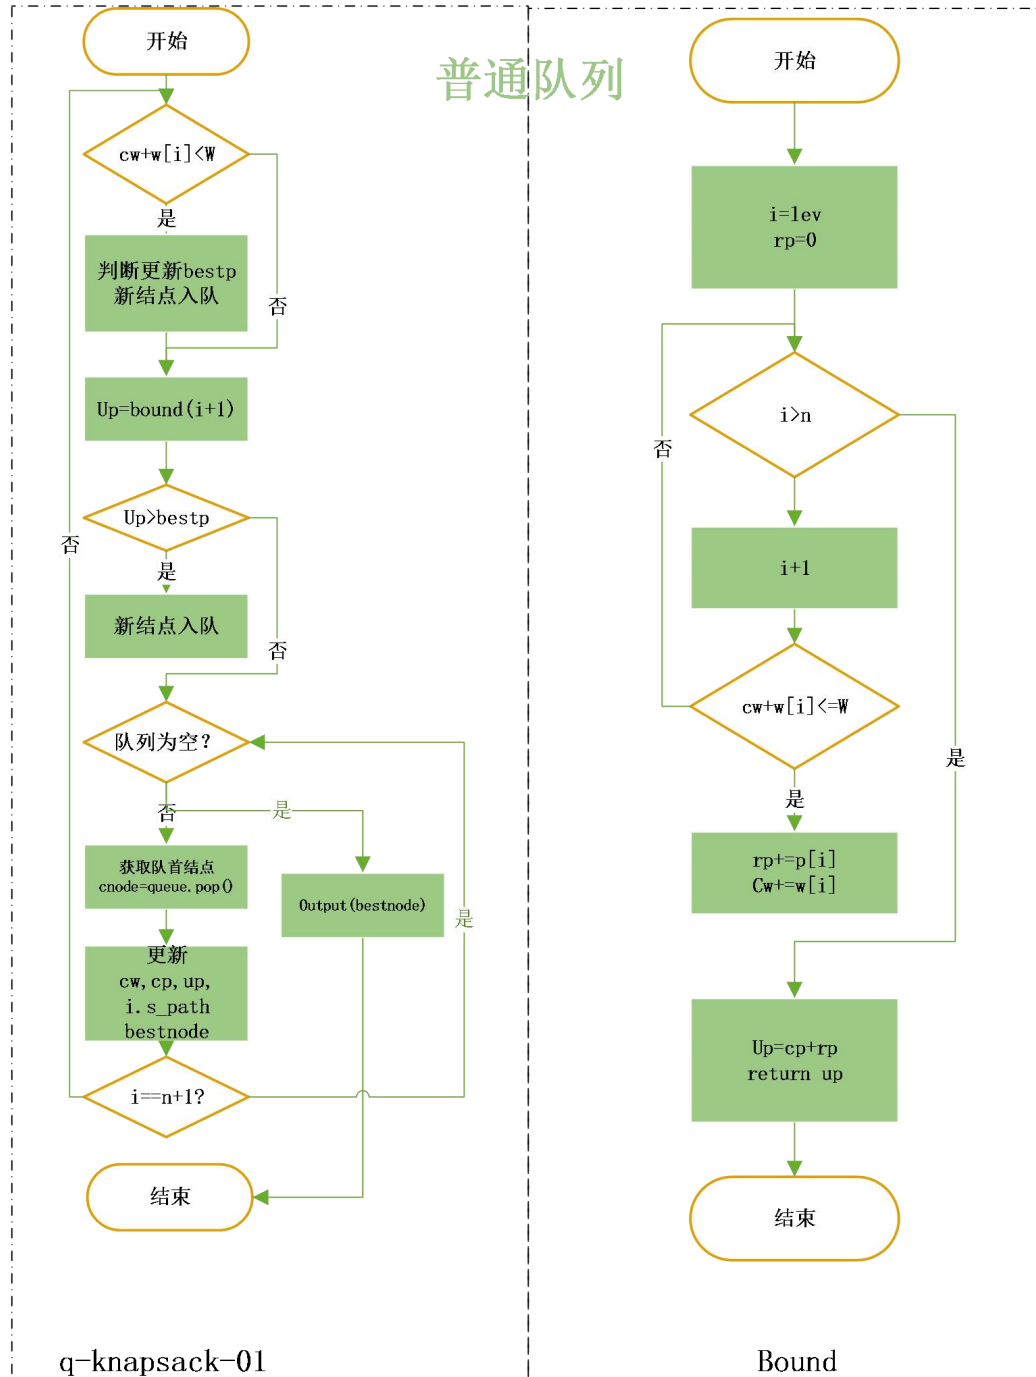 普通队列
开始
cw+w[i]<W
是
否
判断更新bestp
新结点入队
Up=bound(i+1)
Up>bestp
是
否
否
新结点入队
队列为空？
否
是
获取队首结点
cnode=queue.pop()
Output(bestnode)
是
更新
cw,cp,up,
i.s_path
bestnode
i==n+1?
结束
q-knapsack-01
开始
i=lev
rp=0
i>n
否
i+1
cw+w[i]<=W
是
是
rp+=p[i]
Cw+=w[i]
Up=cp+rp
return up
结束
Bound